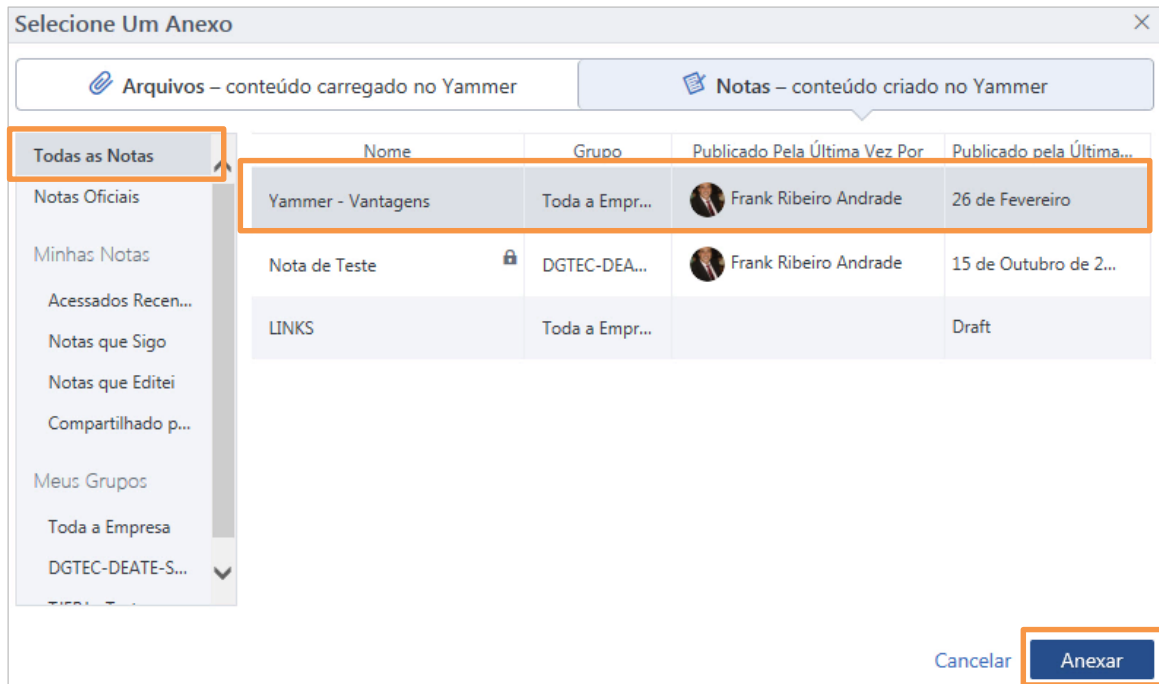 Selecione Um Anexo
Arquivos – conteúdo carregado no Yammer
Notas – conteúdo criado no Yammer
Todas as Notas
Notas Oficiais
Minhas Notas
Acessados Recen...
Notas que Sigo
Notas que Editei
Compartilhado p...
Meus Grupos
Toda a Empresa
DGTEC-DEATE-S...
Nome Grupo Publicado Pela Última Vez Por Publicado pela Última...
Yammer - Vantagens Toda a Empr... Frank Ribeiro Andrade 26 de Fevereiro
Nota de Teste DGTEC-DEA... Frank Ribeiro Andrade 15 de Outubro de 2...
LINKS Toda a Empr... Draft
Cancelar Anexar